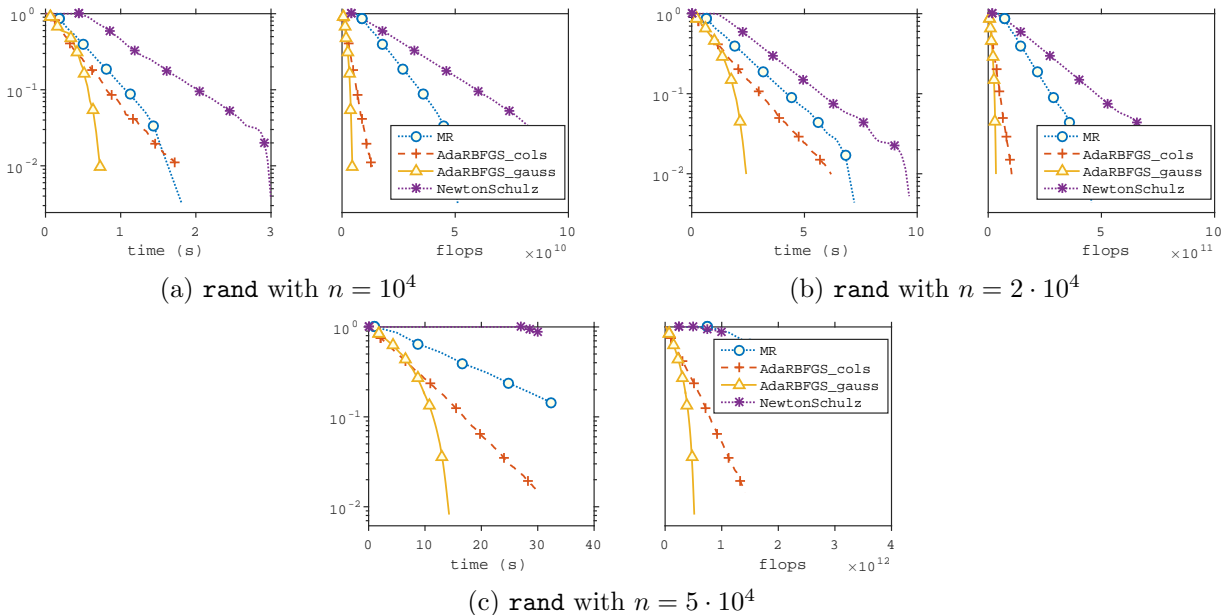 10^0
10^-1
10^-2
0 1 2 3
time (s)
0 5 10
flops ×10^10
MR
AdaRBFGS_cols
AdaRBFGS_gauss
NewtonSchulz
(a) rand with n = 10^4
10^0
10^-1
10^-2
0 5 10
time (s)
0 5 10
flops ×10^11
MR
AdaRBFGS_cols
AdaRBFGS_gauss
NewtonSchulz
(b) rand with n = 2 · 10^4
10^0
10^-1
10^-2
0 10 20 30 40
time (s)
0 1 2 3 4
flops ×10^12
MR
AdaRBFGS_cols
AdaRBFGS_gauss
NewtonSchulz
(c) rand with n = 5 · 10^4